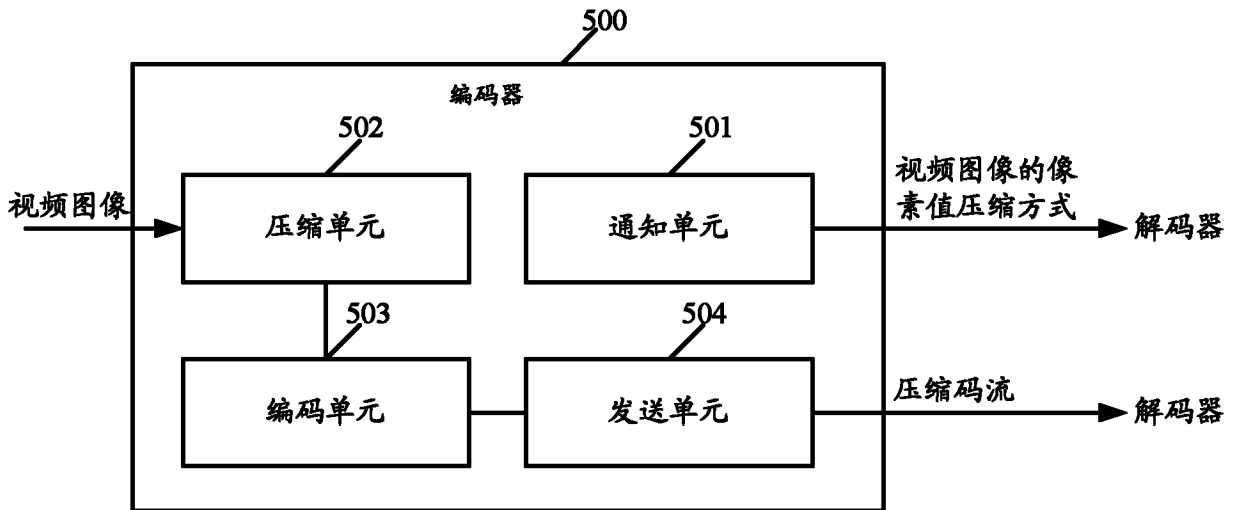 500
编码器
502
501
视频图像
压缩单元
通知单元
视频图像的像
素值压缩方式
解码器
503
504
编码单元
发送单元
压缩码流
解码器